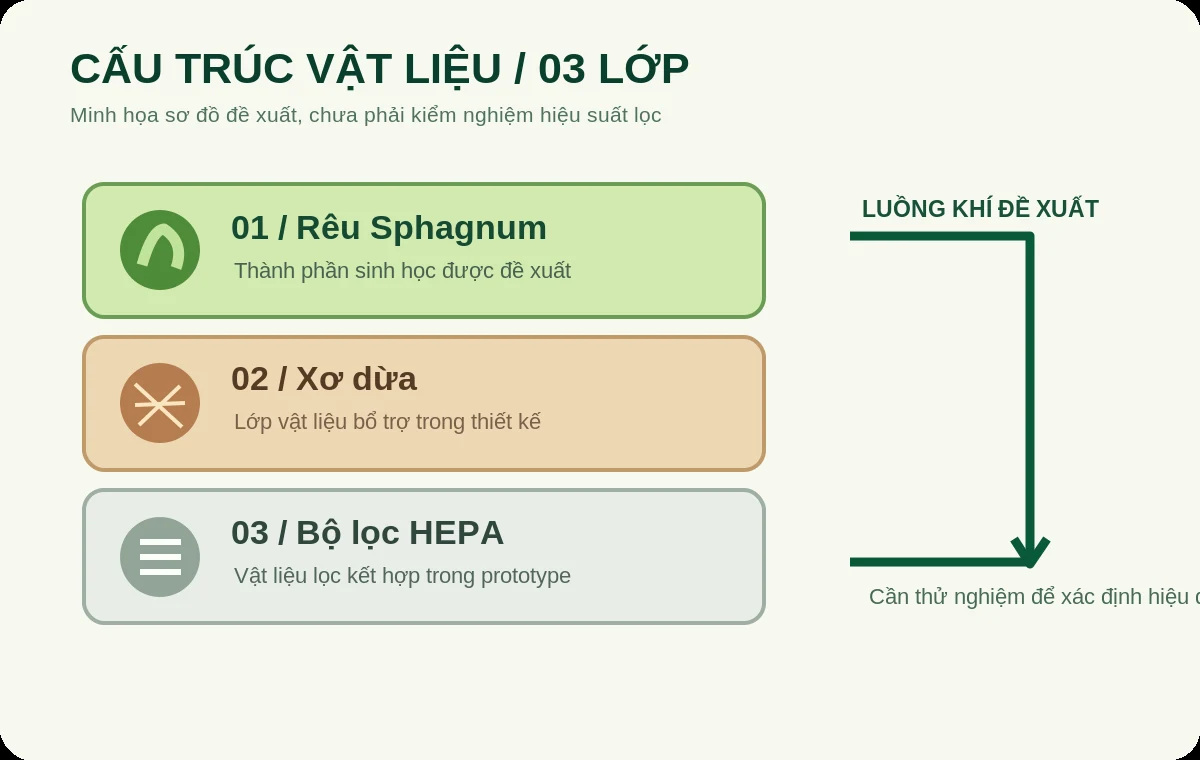 CẤU TRÚC VẬT LIỆU / 03 LỚP
Minh họa sơ đồ đề xuất, chưa phải kiểm nghiệm hiệu suất lọc
01 / Rêu Sphagnum
Thành phần sinh học được đề xuất
02 / Xơ dừa
Lớp vật liệu bổ trợ trong thiết kế
03 / Bộ lọc HEPA
Vật liệu lọc kết hợp trong prototype
LUỒNG KHÍ ĐỀ XUẤT
Cần thử nghiệm để xác định hiệu